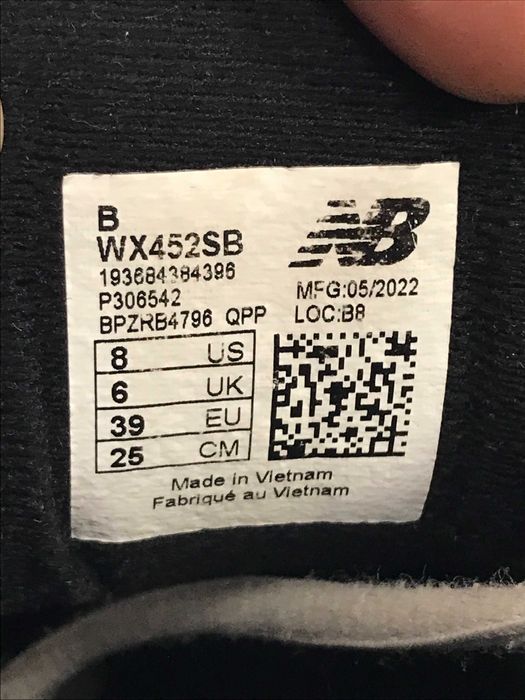 B
WX452SB
193684384396
P306542
BPZRB4796 QPP
NB
MFG:05/2022
LOC:B8
8 US
6 UK
39 EU
25 CM
Made in Vietnam
Fabriqué au Vietnam